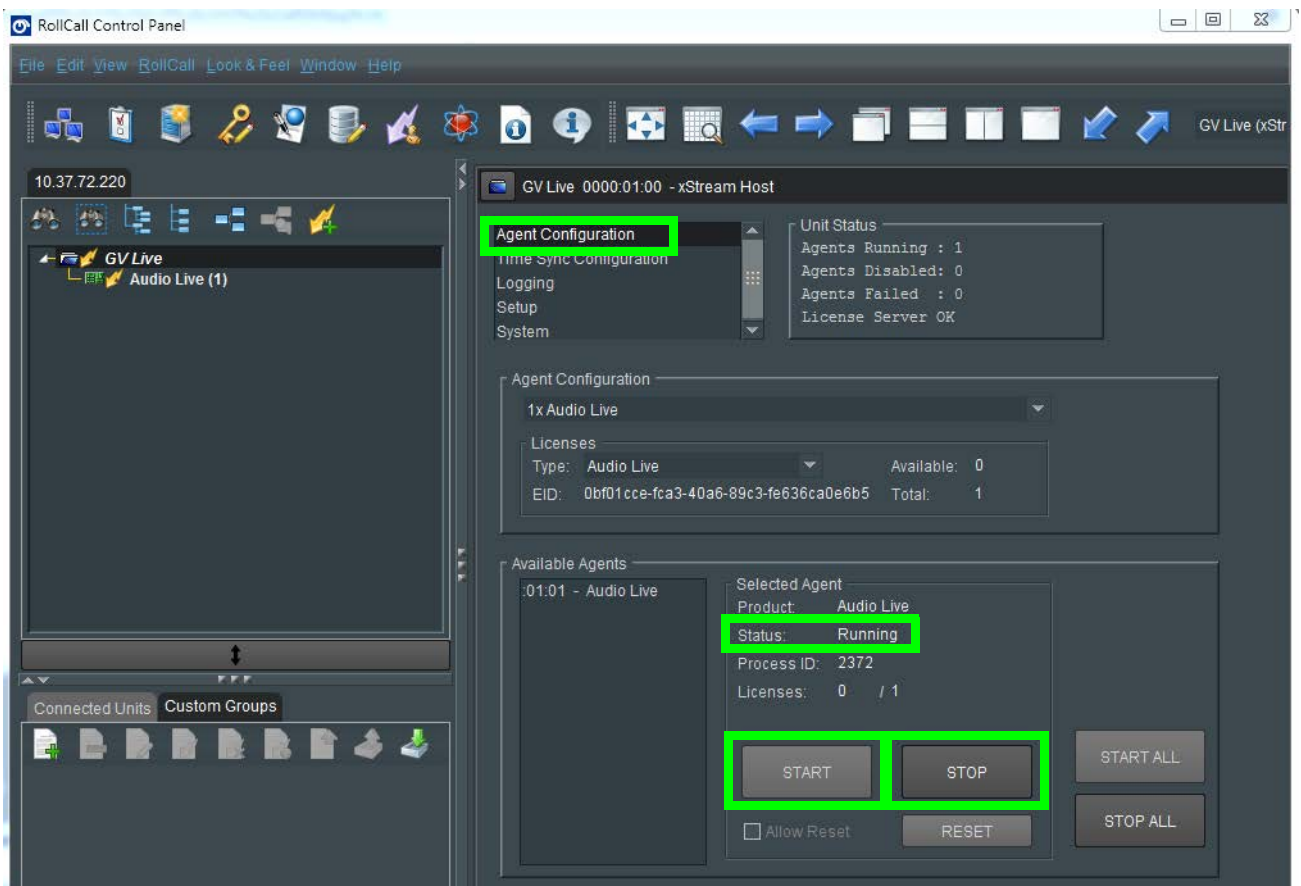 RollCall Control Panel
File Edit View RollCall Look & Feel Window Help
GV Live (xStr
10.37.72.220
GV Live
Audio Live (1)
GV Live 0000:01:00 - xStream Host
Agent Configuration
Time Sync Configuration
Logging
Setup
System
Unit Status
Agents Running : 1
Agents Disabled: 0
Agents Failed : 0
License Server OK
Agent Configuration
1x Audio Live
Licenses
Type: Audio Live Available: 0
EID: 0bf01cce-fca3-40a6-89c3-fe636ca0e6b5 Total: 1
Available Agents
:01:01 - Audio Live
Selected Agent
Product: Audio Live
Status: Running
Process ID: 2372
Licenses: 0 / 1
START STOP
Allow Reset RESET
START ALL
STOP ALL
Connected Units Custom Groups